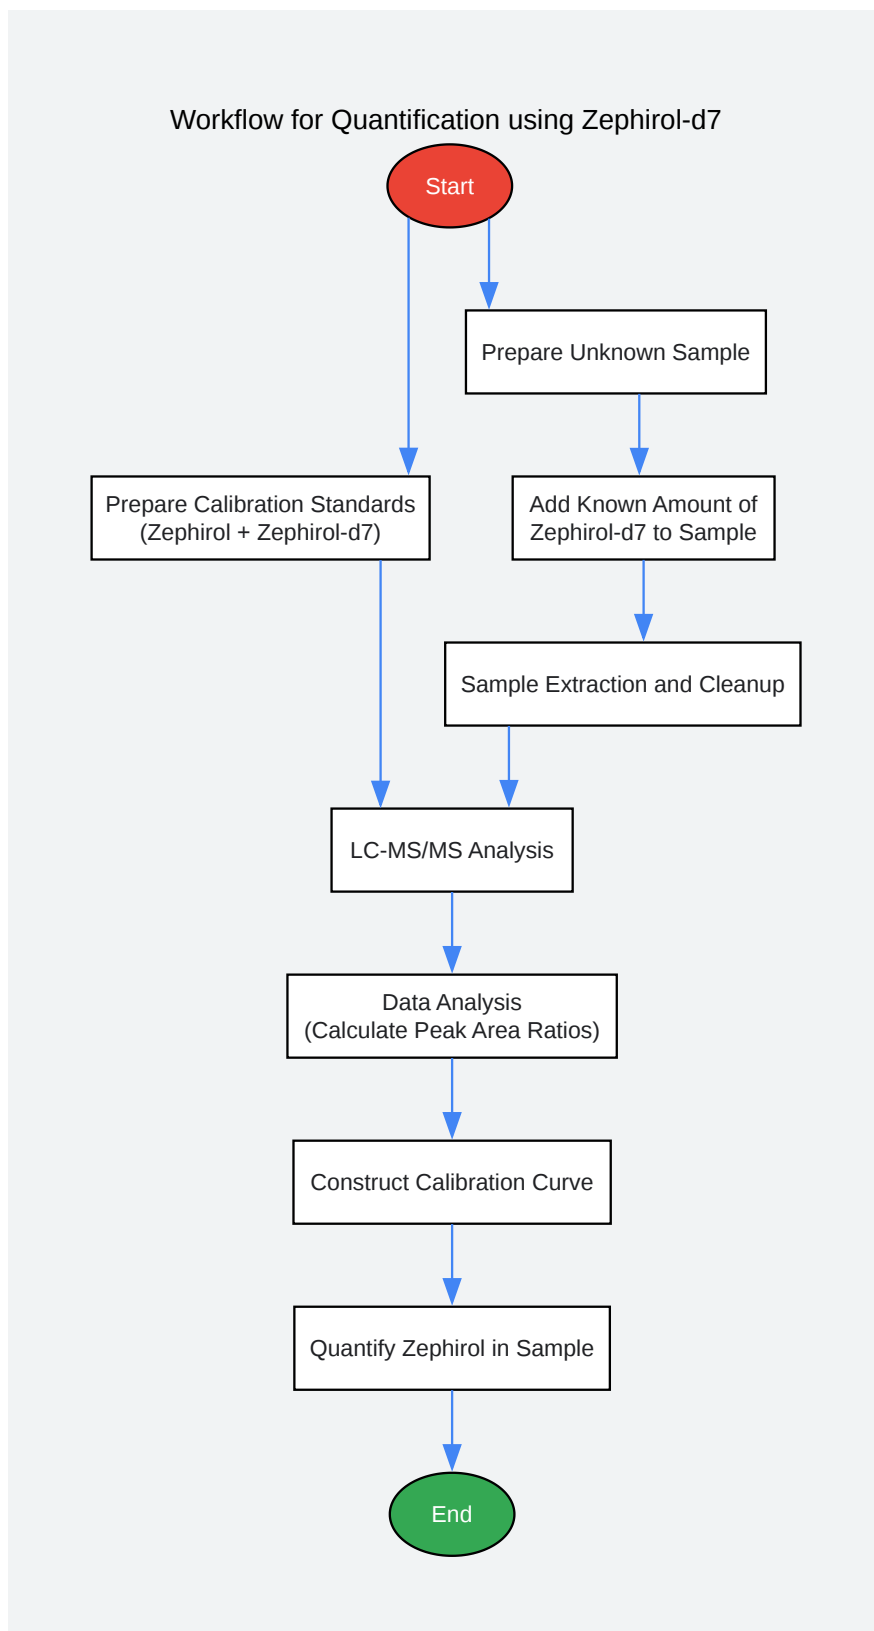 Workflow for Quantification using Zephirol-d7
Start
Prepare Unknown Sample
Prepare Calibration Standards
(Zephirol + Zephirol-d7)
Add Known Amount of
Zephirol-d7 to Sample
Sample Extraction and Cleanup
LC-MS/MS Analysis
Data Analysis
(Calculate Peak Area Ratios)
Construct Calibration Curve
Quantify Zephirol in Sample
End